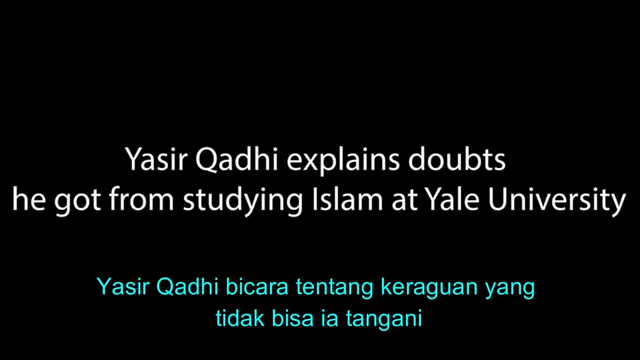 Yasir Qadhi explains doubts
he got from studying Islam at Yale University
Yasir Qadhi bicara tentang keraguan yang
tidak bisa ia tangani